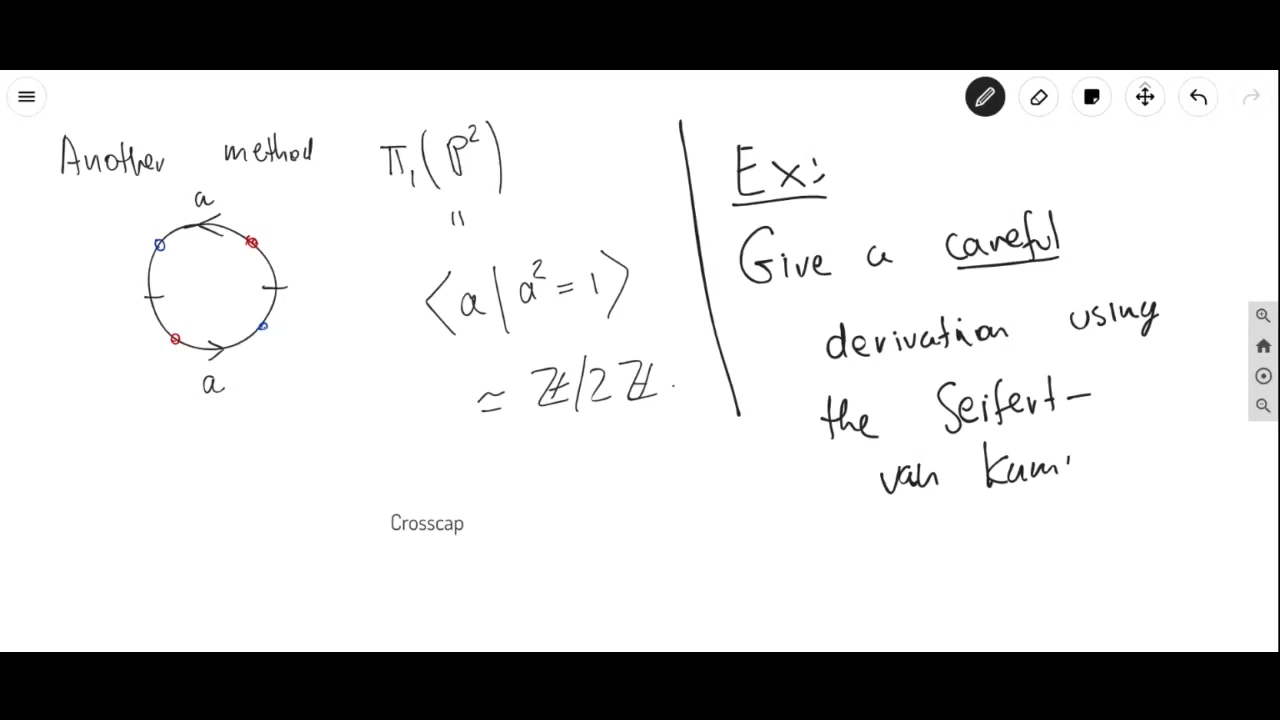 Another method π₁(ℙ²)
a
=
⟨a | a² = 1⟩
≃ ℤ/2ℤ.
a
Ex:
Give a careful
derivation using
the Seifert-
van Kam
Crosscap